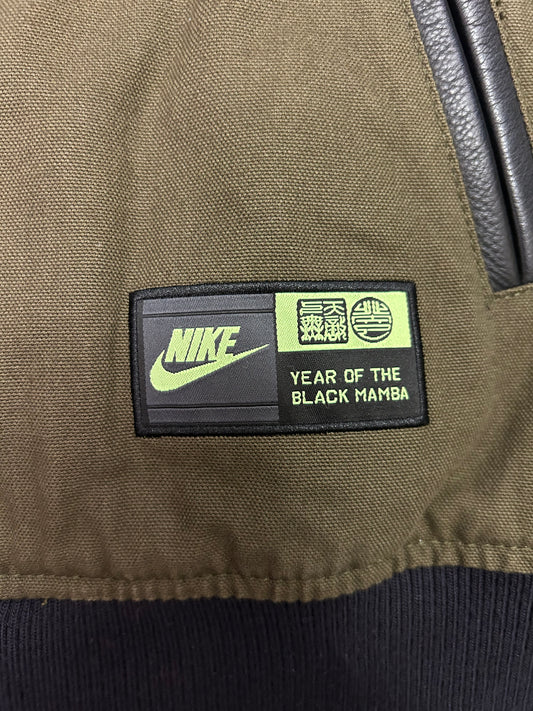 NIKE
YEAR OF THE
BLACK MAMBA